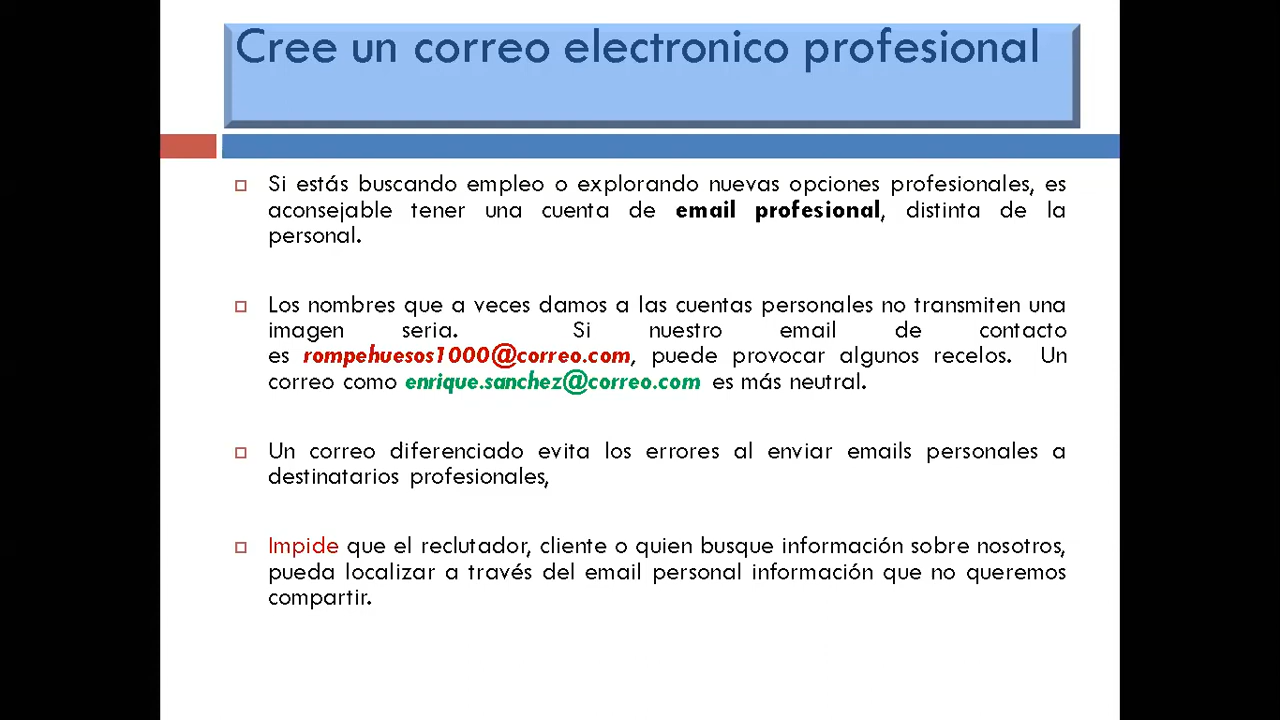 Cree un correo electronico profesional
Si estás buscando empleo o explorando nuevas opciones profesionales, es
aconsejable tener una cuenta de email profesional, distinta de la
personal.
Los nombres que a veces damos a las cuentas personales no transmiten una
imagen seria. Si nuestro email de contacto
es rompehuesos1000@correo.com, puede provocar algunos recelos. Un
correo como enrique.sanchez@correo.com es más neutral.
Un correo diferenciado evita los errores al enviar emails personales a
destinatarios profesionales,
Impide que el reclutador, cliente o quien busque información sobre nosotros,
pueda localizar a través del email personal información que no queremos
compartir.